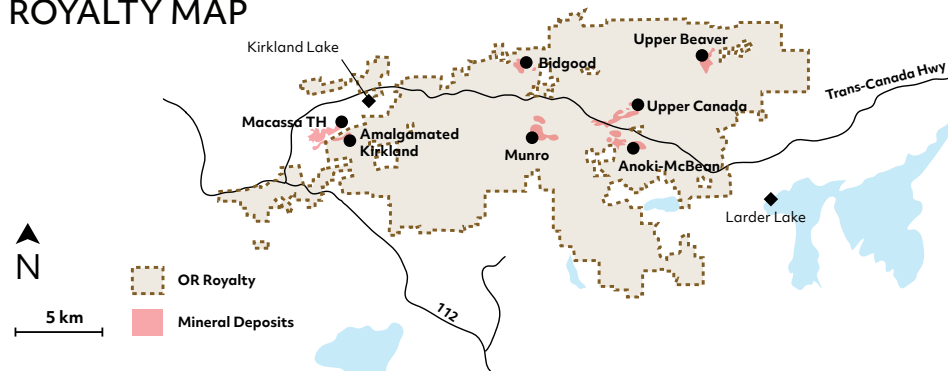 ROYALTY MAP
Kirkland Lake
Upper Beaver
Bidgood
Trans-Canada Hwy
Macassa TH
Upper Canada
Amalgamated
Kirkland
Munro
Anoki-McBean
Larder Lake
N
OR Royalty
5 km
112
Mineral Deposits